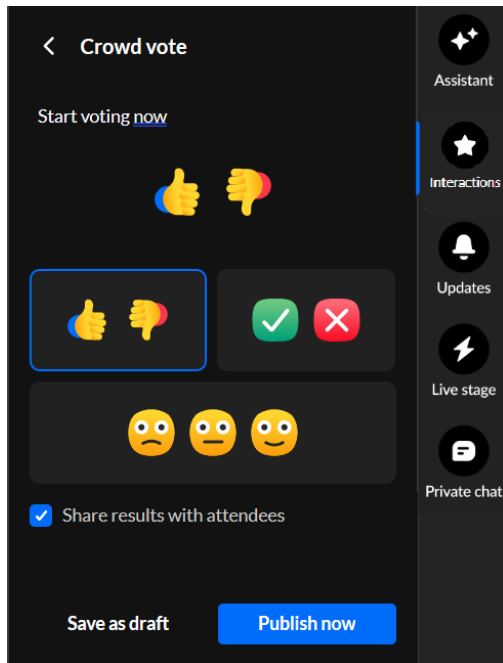 Crowd vote
Start voting now
Share results with attendees
Save as draft
Publish now
Assistant
Interactions
Updates
Live stage
Private chat